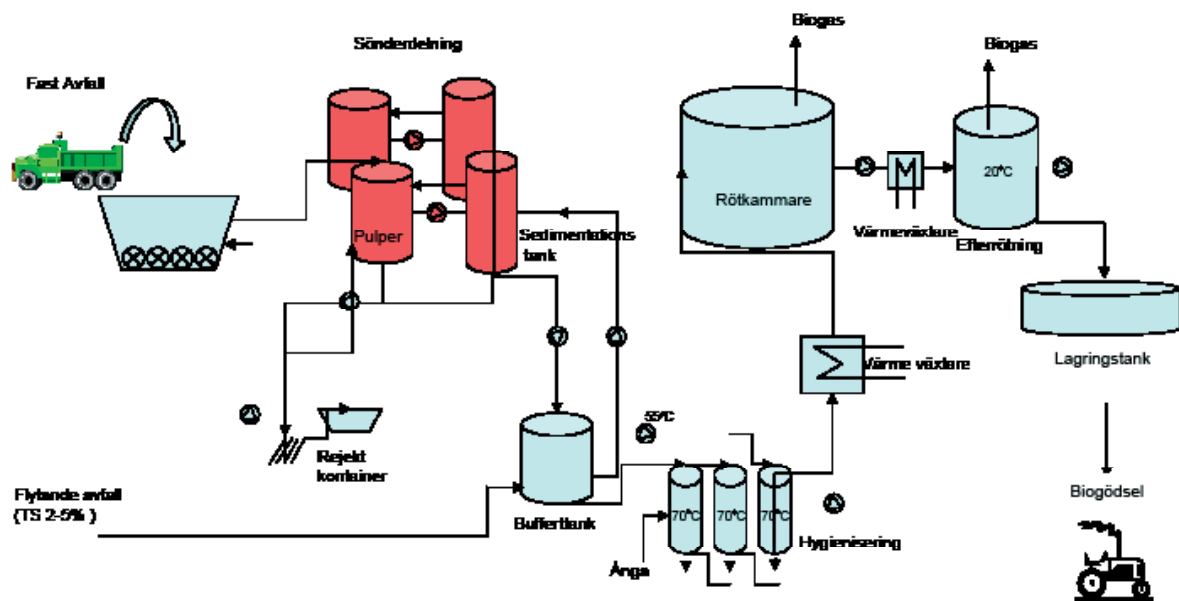 Biogas
Sönderdelning
Biogas
Fast Avfall
20°C
Rötkammare
Pulper
Sedimentations
tank
Värmeväxlare
Efterrötning
Lagringstank
Värme växlare
55°C
Rejekt
kontainer
Biogödsel
Flytande avfall
(TS 2-5% )
Bufferttank
70°C
70°C
70°C
Hygienisering
Ånga